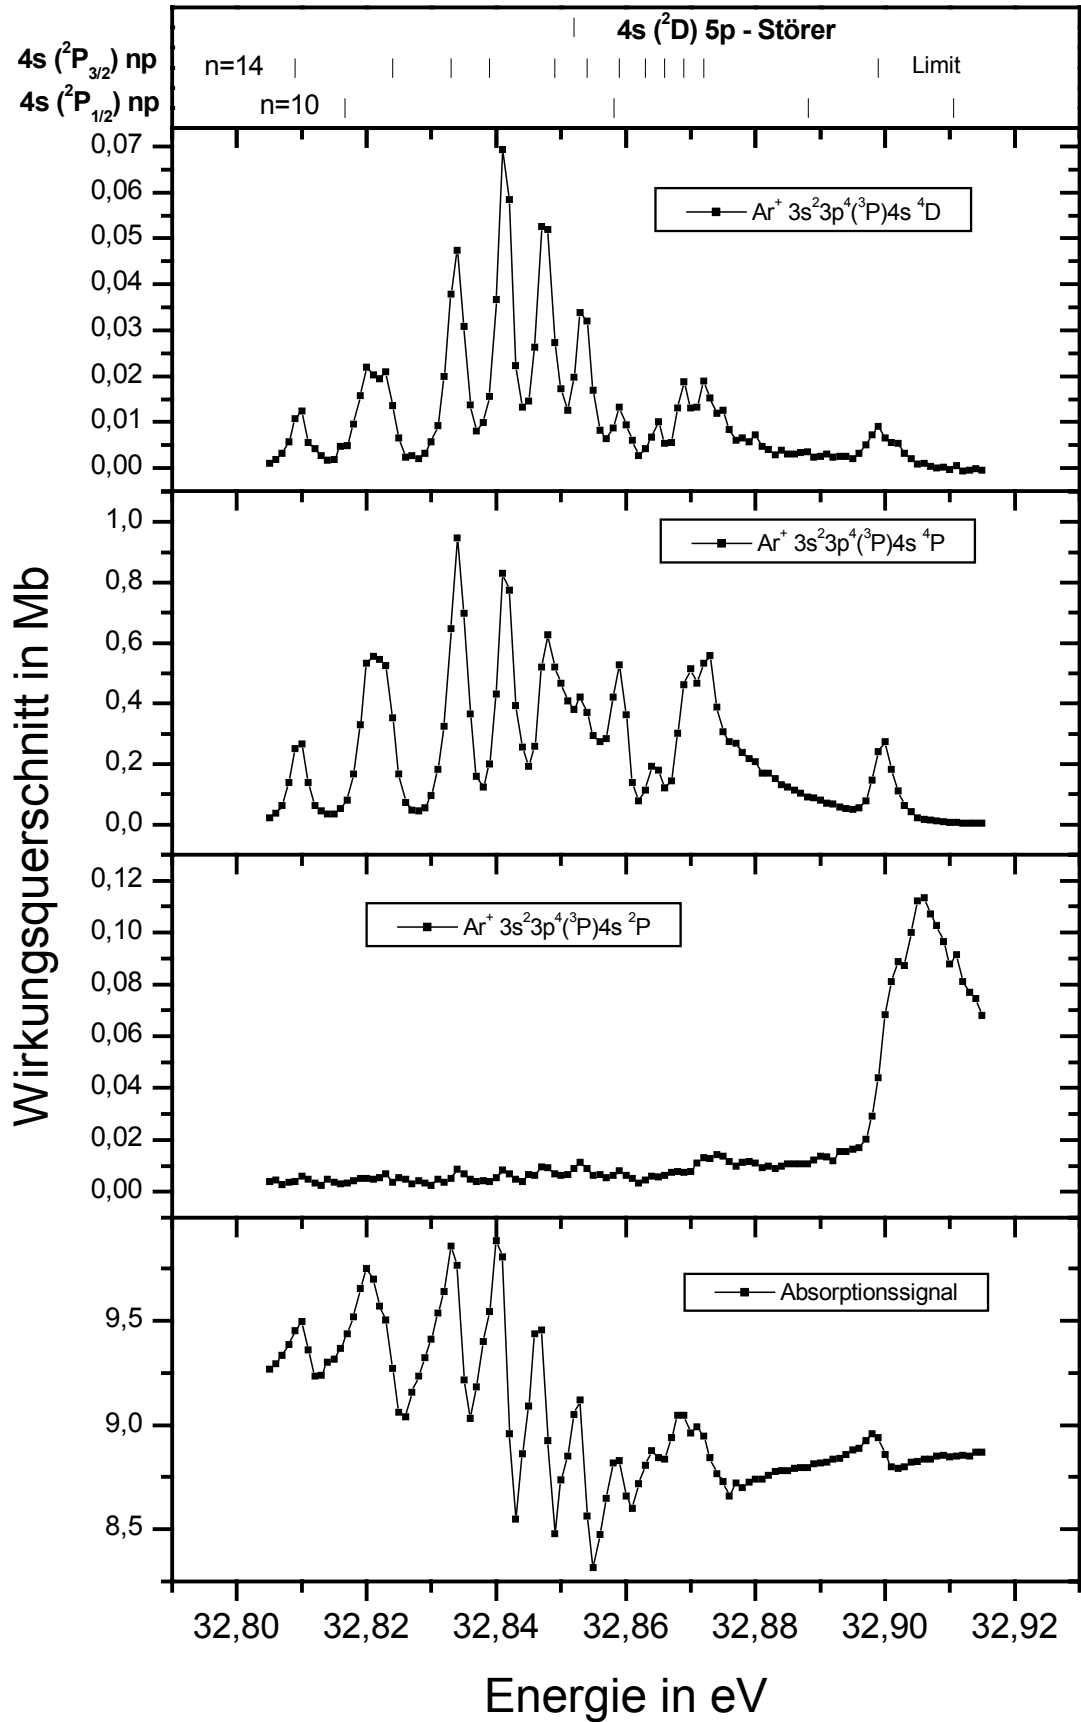 4s (²D) 5p - Störer
4s (²P₃/₂) np n=14 Limit
4s (²P₁/₂) np n=10
0,07
0,06
0,05
0,04
0,03
0,02
0,01
0,00
Ar⁺ 3s²3p⁴(³P)4s ⁴D
1,0
0,8
0,6
0,4
0,2
0,0
Ar⁺ 3s²3p⁴(³P)4s ⁴P
0,12
0,10
0,08
0,06
0,04
0,02
0,00
Ar⁺ 3s²3p⁴(³P)4s ²P
9,5
9,0
8,5
Absorptionssignal
Wirkungsquerschnitt in Mb
32,80 32,82 32,84 32,86 32,88 32,90 32,92
Energie in eV